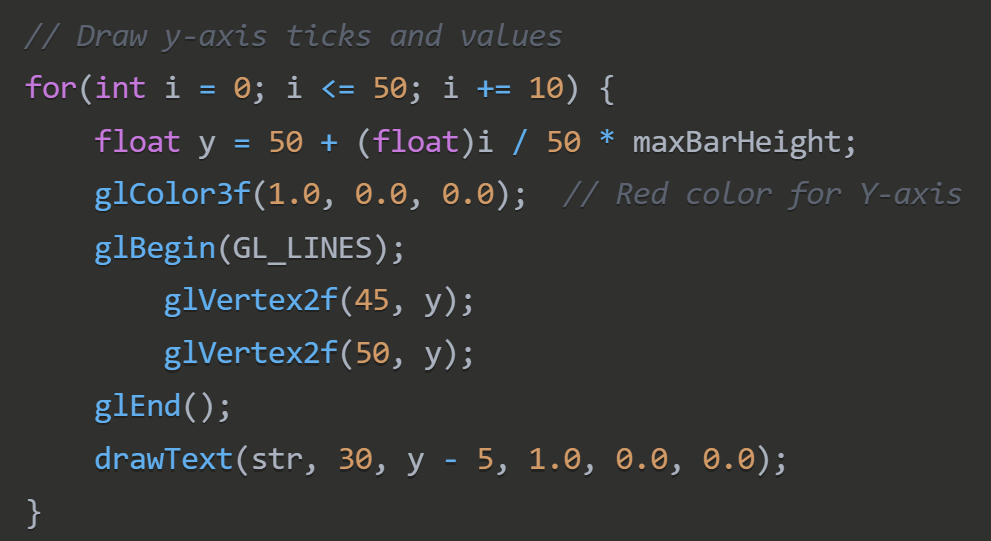 // Draw y-axis ticks and values
for(int i = 0; i <= 50; i += 10) {
    float y = 50 + (float)i / 50 * maxBarHeight;
    glColor3f(1.0, 0.0, 0.0);  // Red color for Y-axis
    glBegin(GL_LINES);
        glVertex2f(45, y);
        glVertex2f(50, y);
    glEnd();
    drawText(str, 30, y - 5, 1.0, 0.0, 0.0);
}